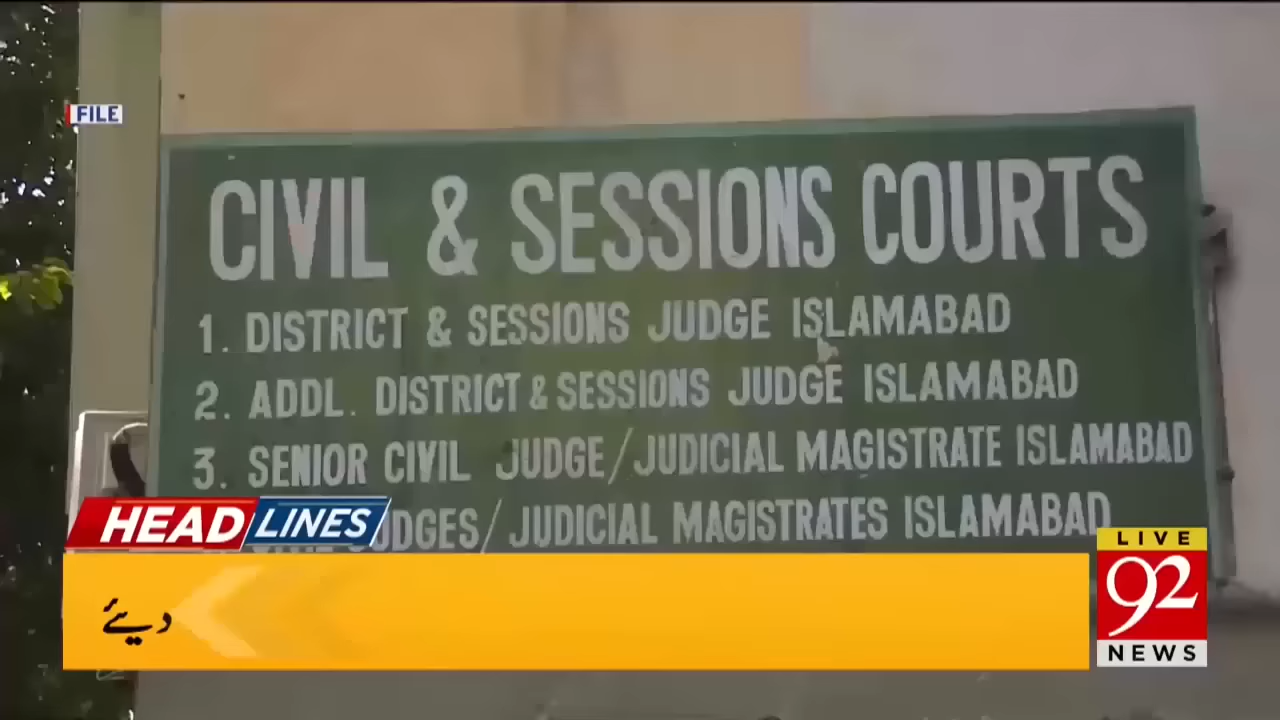 FILE
CIVIL & SESSIONS COURTS
1. DISTRICT & SESSIONS JUDGE ISLAMABAD
2. ADDL. DISTRICT & SESSIONS JUDGE ISLAMABAD
3. SENIOR CIVIL JUDGE/JUDICIAL MAGISTRATE ISLAMABAD
JUDGES/JUDICIAL MAGISTRATES ISLAMABAD
HEADLINES
دیئے
LIVE
92
NEWS